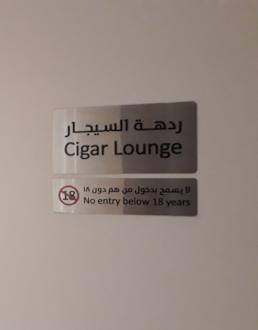 ردهة السيجار
Cigar Lounge
لا يسمح بدخول من هم دون ١٨
18
No entry below 18 years